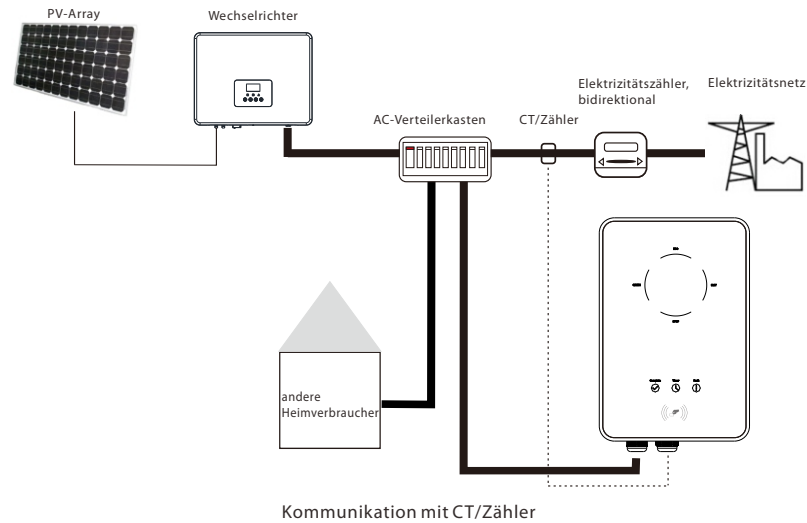 PV-Array
Wechselrichter
AC-Verteilerkasten
CT/Zähler
Elektrizitätszähler,
bidirektional
Elektrizitätsnetz
andere
Heimverbraucher
Kommunikation mit CT/Zähler